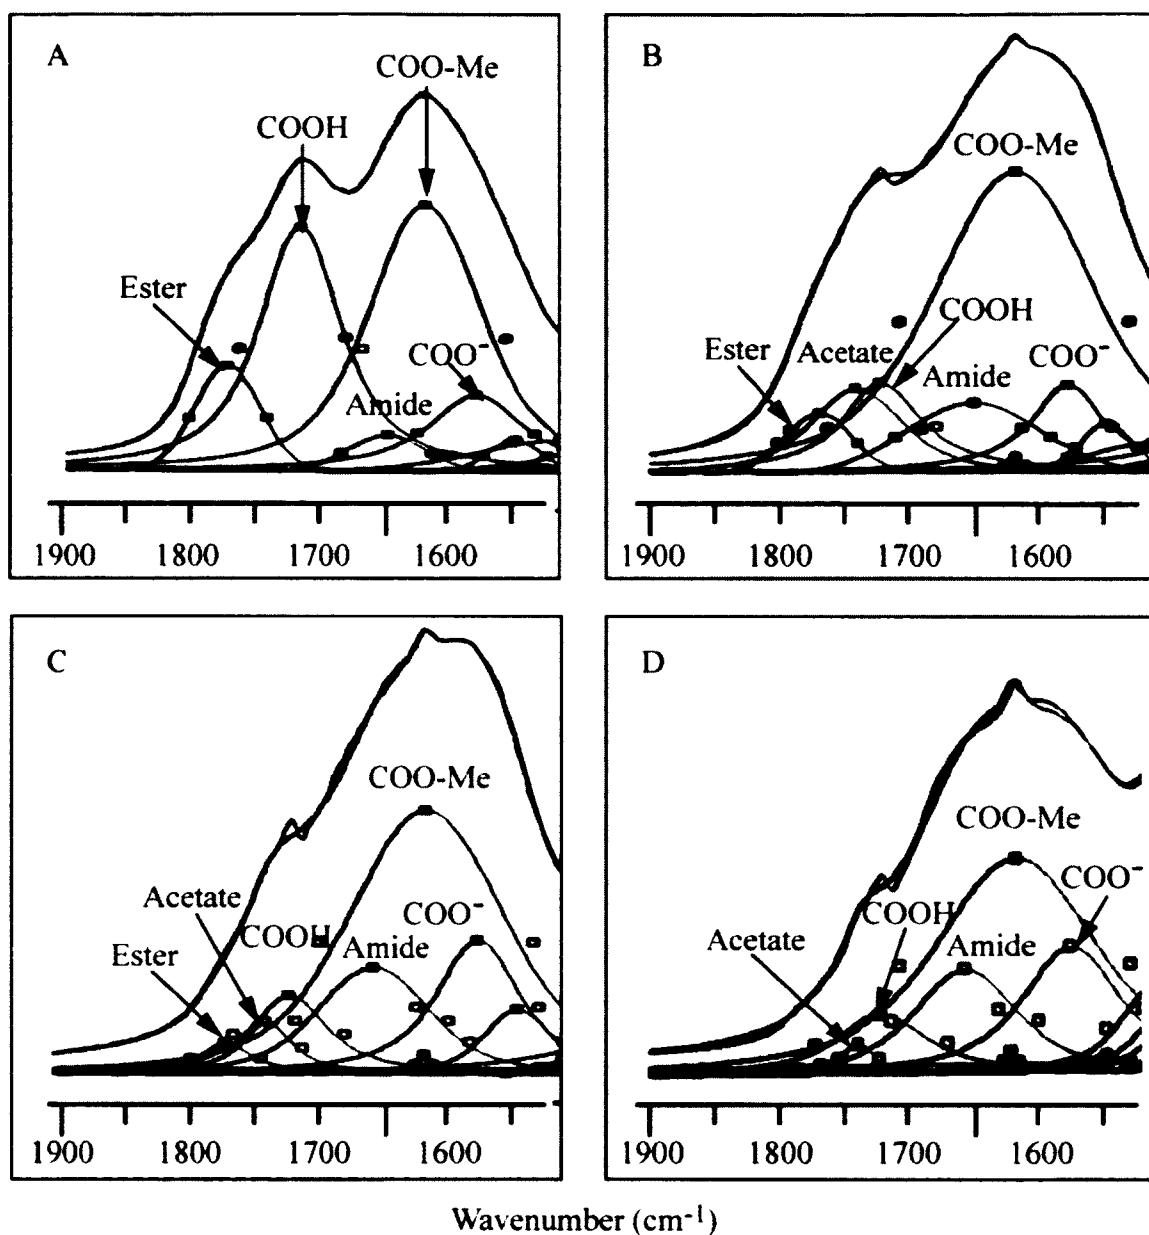 A
COO-Me
COOH
Ester
COO⁻
Amide
1900 1800 1700 1600
B
COO-Me
COOH
Ester Acetate
Amide
COO⁻
1900 1800 1700 1600
C
COO-Me
Acetate
COOH
COO⁻
Ester
Amide
1900 1800 1700 1600
D
COO-Me
COO⁻
COOH
Acetate
Amide
1900 1800 1700 1600
Wavenumber (cm⁻¹)